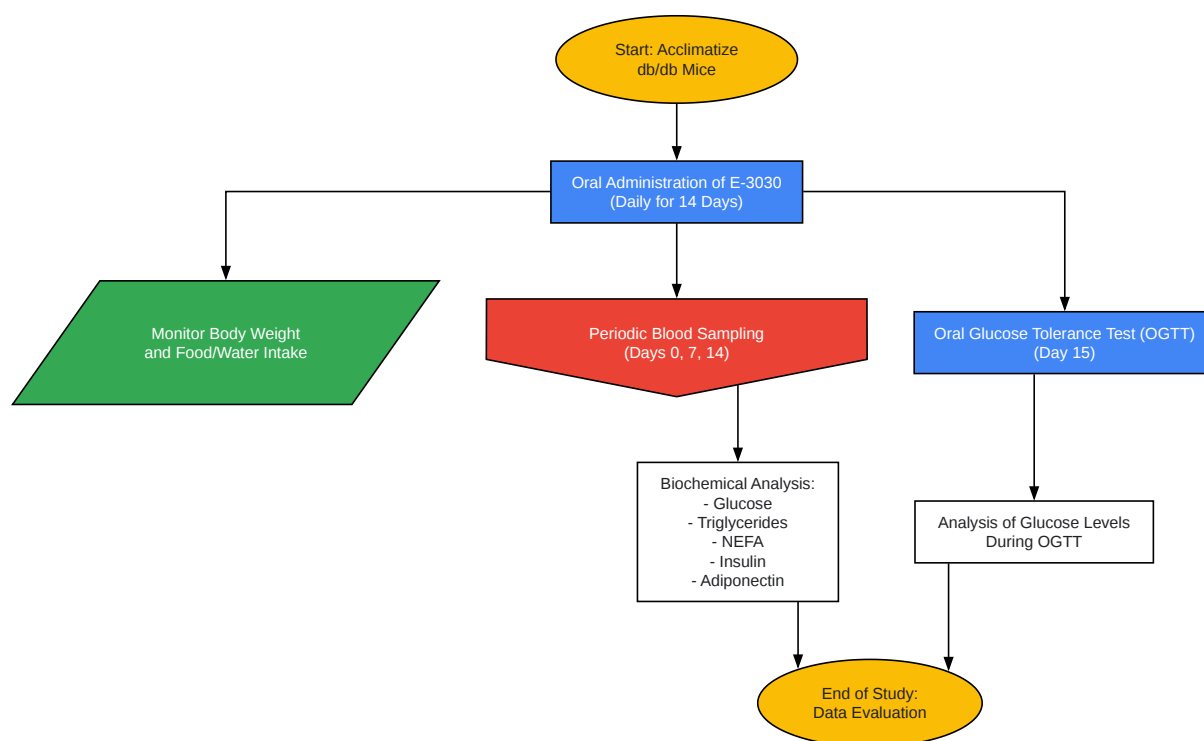 Start: Acclimatize
db/db Mice
Oral Administration of E-3030
(Daily for 14 Days)
Monitor Body Weight
and Food/Water Intake
Periodic Blood Sampling
(Days 0, 7, 14)
Oral Glucose Tolerance Test (OGTT)
(Day 15)
Biochemical Analysis:
- Glucose
- Triglycerides
- NEFA
- Insulin
- Adiponectin
Analysis of Glucose Levels
During OGTT
End of Study:
Data Evaluation